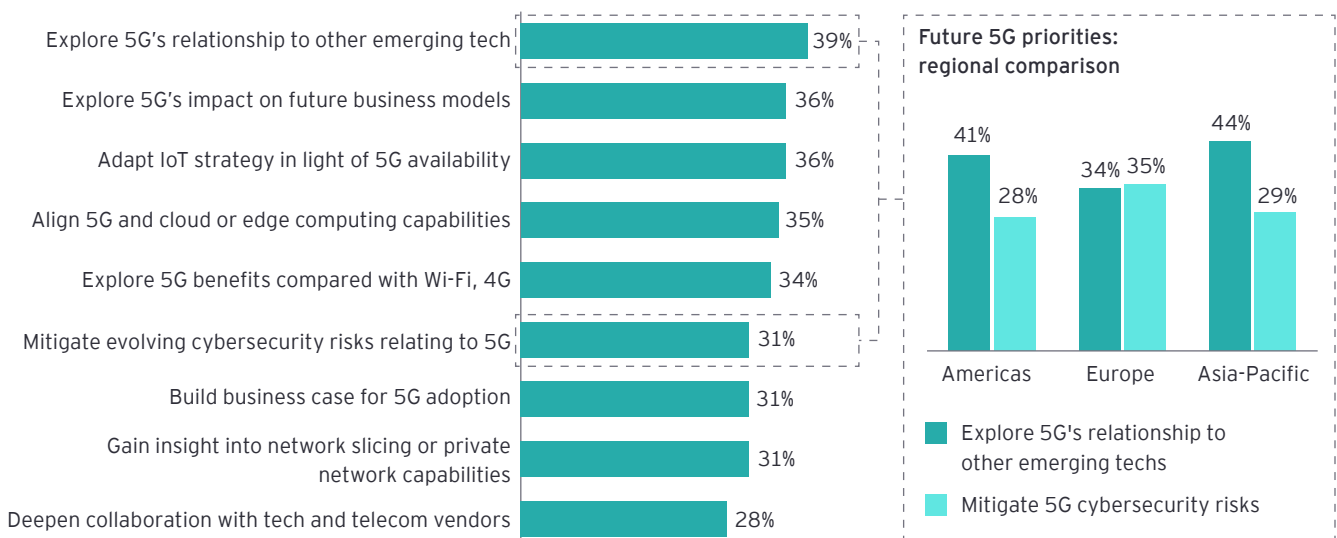 Explore 5G’s relationship to other emerging tech
39%
Explore 5G’s impact on future business models
36%
Adapt IoT strategy in light of 5G availability
36%
Align 5G and cloud or edge computing capabilities
35%
Explore 5G benefits compared with Wi-Fi, 4G
34%
Mitigate evolving cybersecurity risks relating to 5G
31%
Build business case for 5G adoption
31%
Gain insight into network slicing or private
network capabilities
31%
Deepen collaboration with tech and telecom vendors
28%
Future 5G priorities:
regional comparison
41%
28%
34%
35%
44%
29%
Americas
Europe
Asia-Pacific
Explore 5G's relationship to
other emerging techs
Mitigate 5G cybersecurity risks